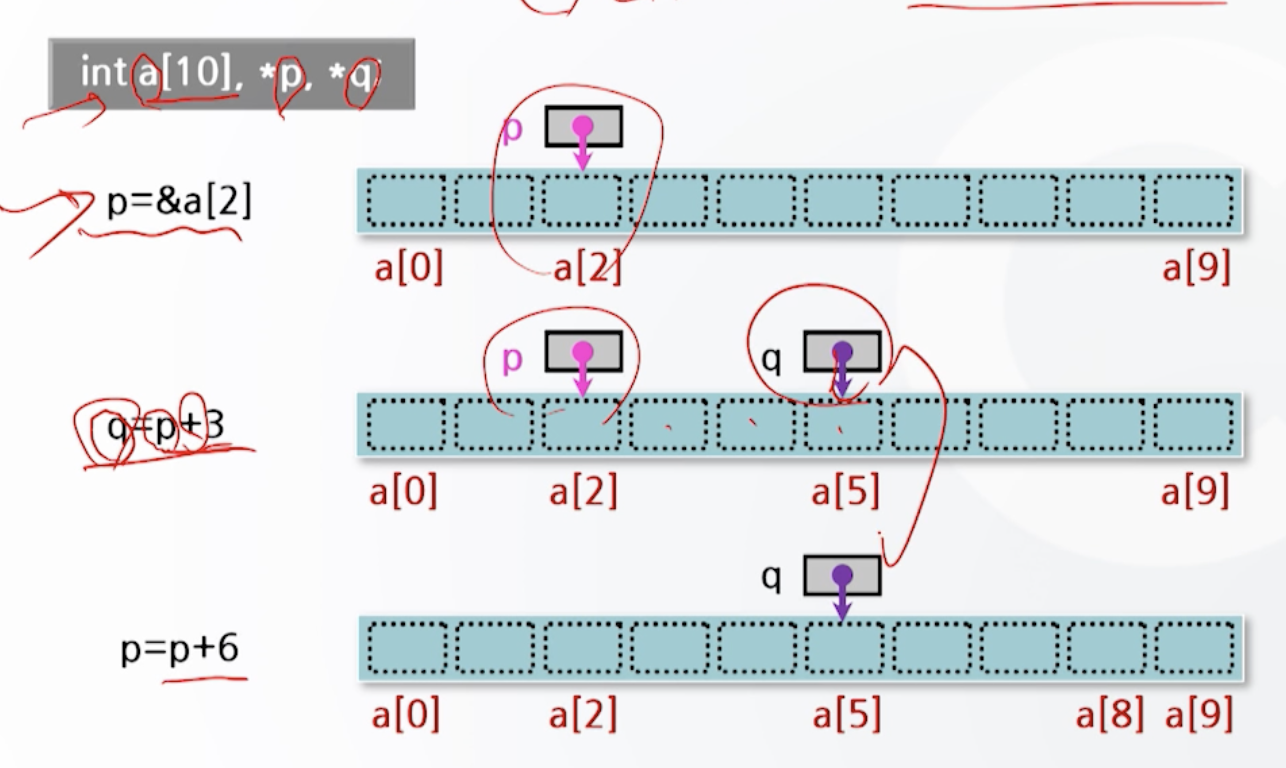 int a[10], *p, *q;
p
p=&a[2]
a[0] a[2] a[9]
p q
q=p+3
a[0] a[2] a[5] a[9]
q
p=p+6
a[0] a[2] a[5] a[8] a[9]